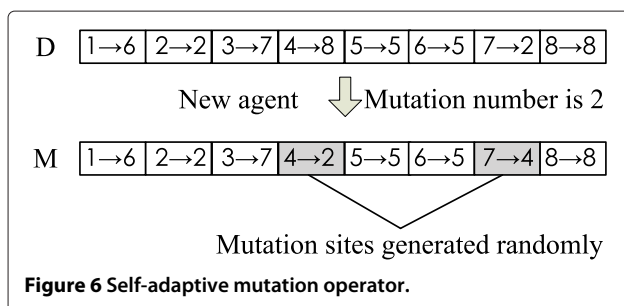 D 1→6 2→2 3→7 4→8 5→5 6→5 7→2 8→8
New agent Mutation number is 2
M 1→6 2→2 3→7 4→2 5→5 6→5 7→4 8→8
Mutation sites generated randomly
Figure 6 Self-adaptive mutation operator.